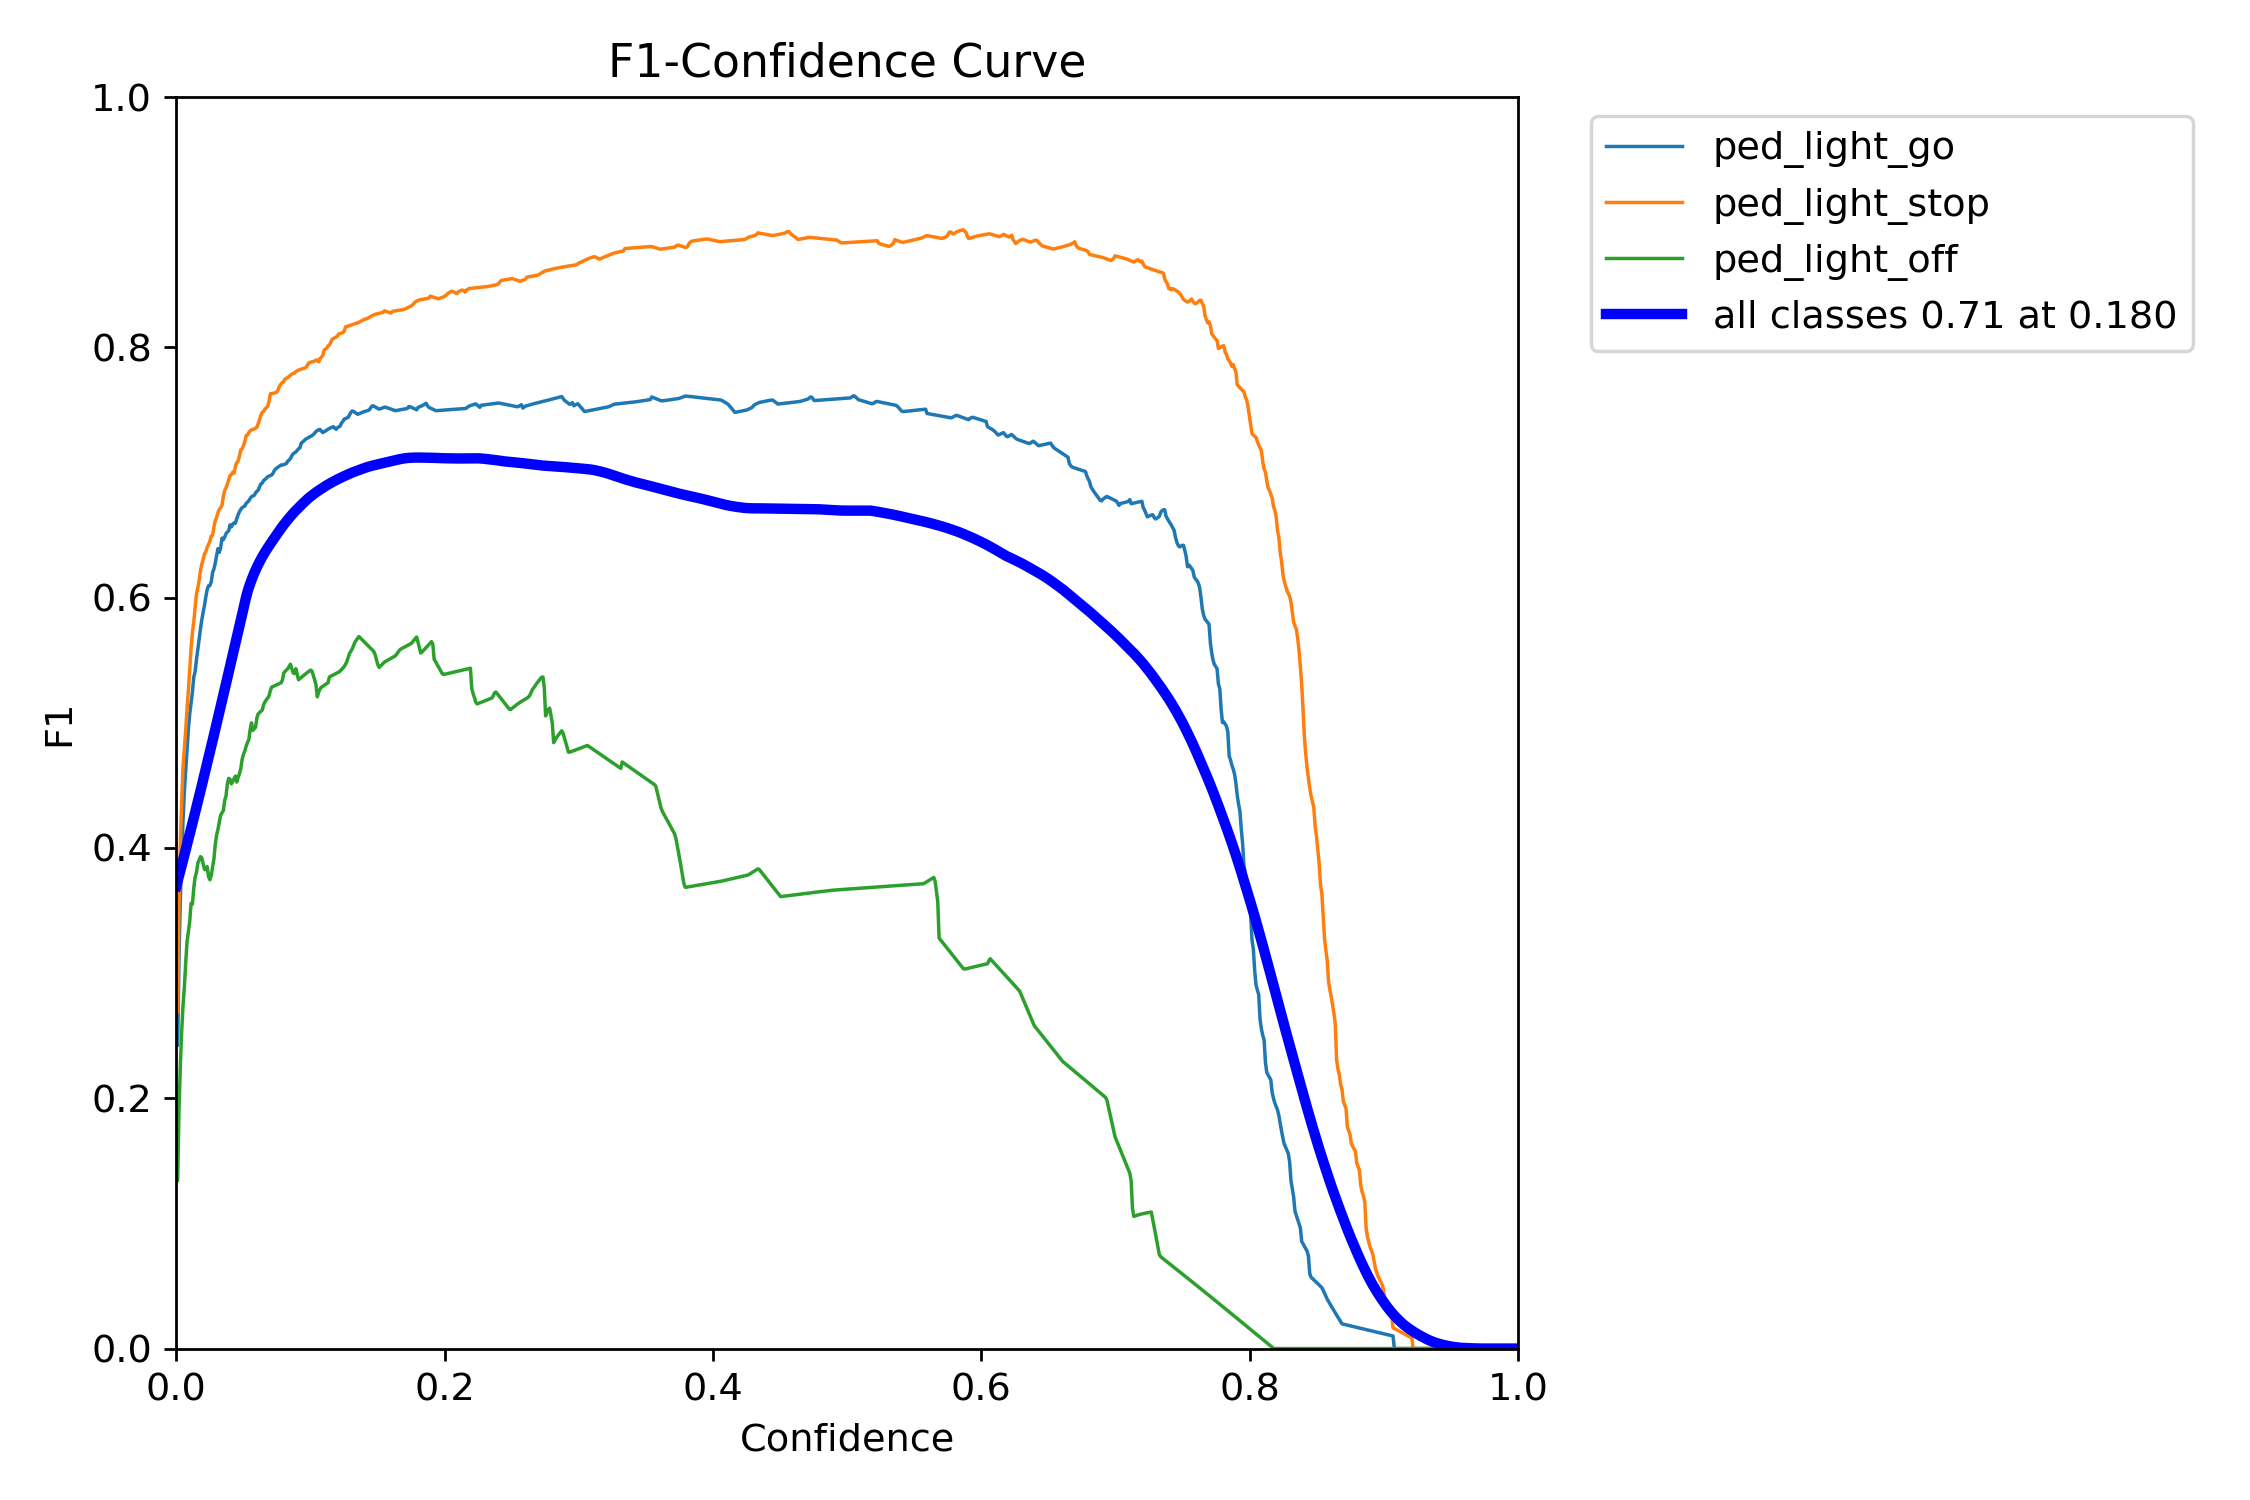 F1-Confidence Curve
1.0
0.8
0.6
0.4
0.2
0.0
F1
0.0 0.2 0.4 0.6 0.8 1.0
Confidence
ped_light_go
ped_light_stop
ped_light_off
all classes 0.71 at 0.180